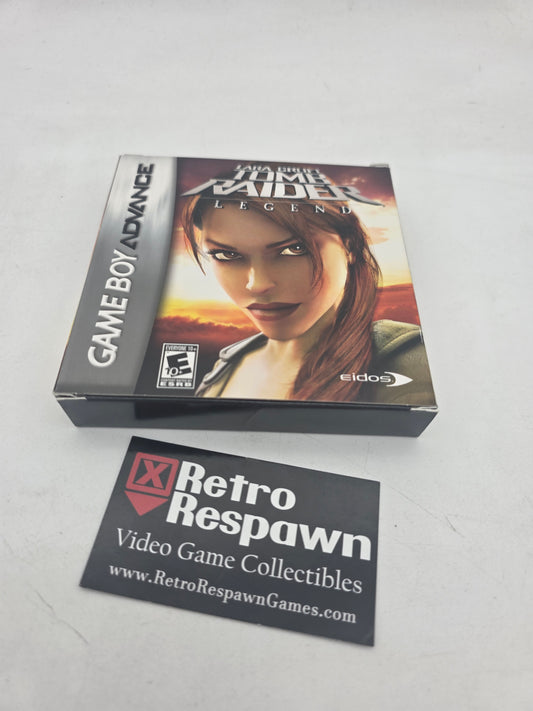 GAME BOY ADVANCE
LARA CROFT
TOMB
RAIDER
LEGEND
EVERYONE 10+
E
10+
ESRB
eidos
X Retro
Respawn
Video Game Collectibles
www.RetroRespawnGames.com